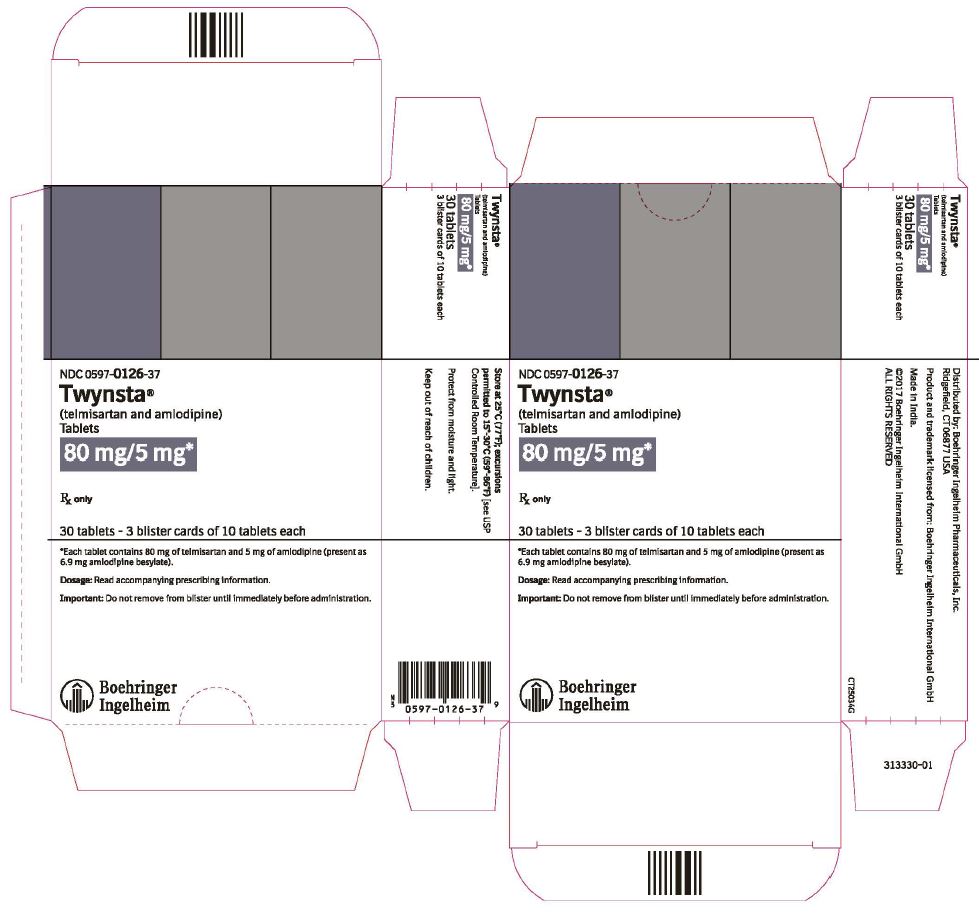 NDC 0597-0126-37
Twynsta®
(telmisartan and amlodipine)
Tablets
80 mg/5 mg*
Rx only
30 tablets - 3 blister cards of 10 tablets each
*Each tablet contains 80 mg of telmisartan and 5 mg of amlodipine (present as
6.9 mg amlodipine besylate).
Dosage: Read accompanying prescribing information.
Important: Do not remove from blister until immediately before administration.
Boehringer
Ingelheim
Twynsta®
(telmisartan and amlodipine)
Tablets
80 mg/5 mg*
30 tablets
3 blister cards of 10 tablets each
Store at 25°C (77°F); excursions
permitted to 15°-30°C (59°-86°F) [see USP
Controlled Room Temperature].
Protect from moisture and light.
Keep out of reach of children.
N
3
0597-0126-37
9
NDC 0597-0126-37
Twynsta®
(telmisartan and amlodipine)
Tablets
80 mg/5 mg*
Rx only
30 tablets - 3 blister cards of 10 tablets each
*Each tablet contains 80 mg of telmisartan and 5 mg of amlodipine (present as
6.9 mg amlodipine besylate).
Dosage: Read accompanying prescribing information.
Important: Do not remove from blister until immediately before administration.
Boehringer
Ingelheim
Twynsta®
(telmisartan and amlodipine)
Tablets
80 mg/5 mg*
30 tablets
3 blister cards of 10 tablets each
Distributed by: Boehringer Ingelheim Pharmaceuticals, Inc.
Ridgefield, CT 06877 USA
Product and trademark licensed from: Boehringer Ingelheim International GmbH
Made in India.
©2017 Boehringer Ingelheim International GmbH
ALL RIGHTS RESERVED
CT25034G
313330-01